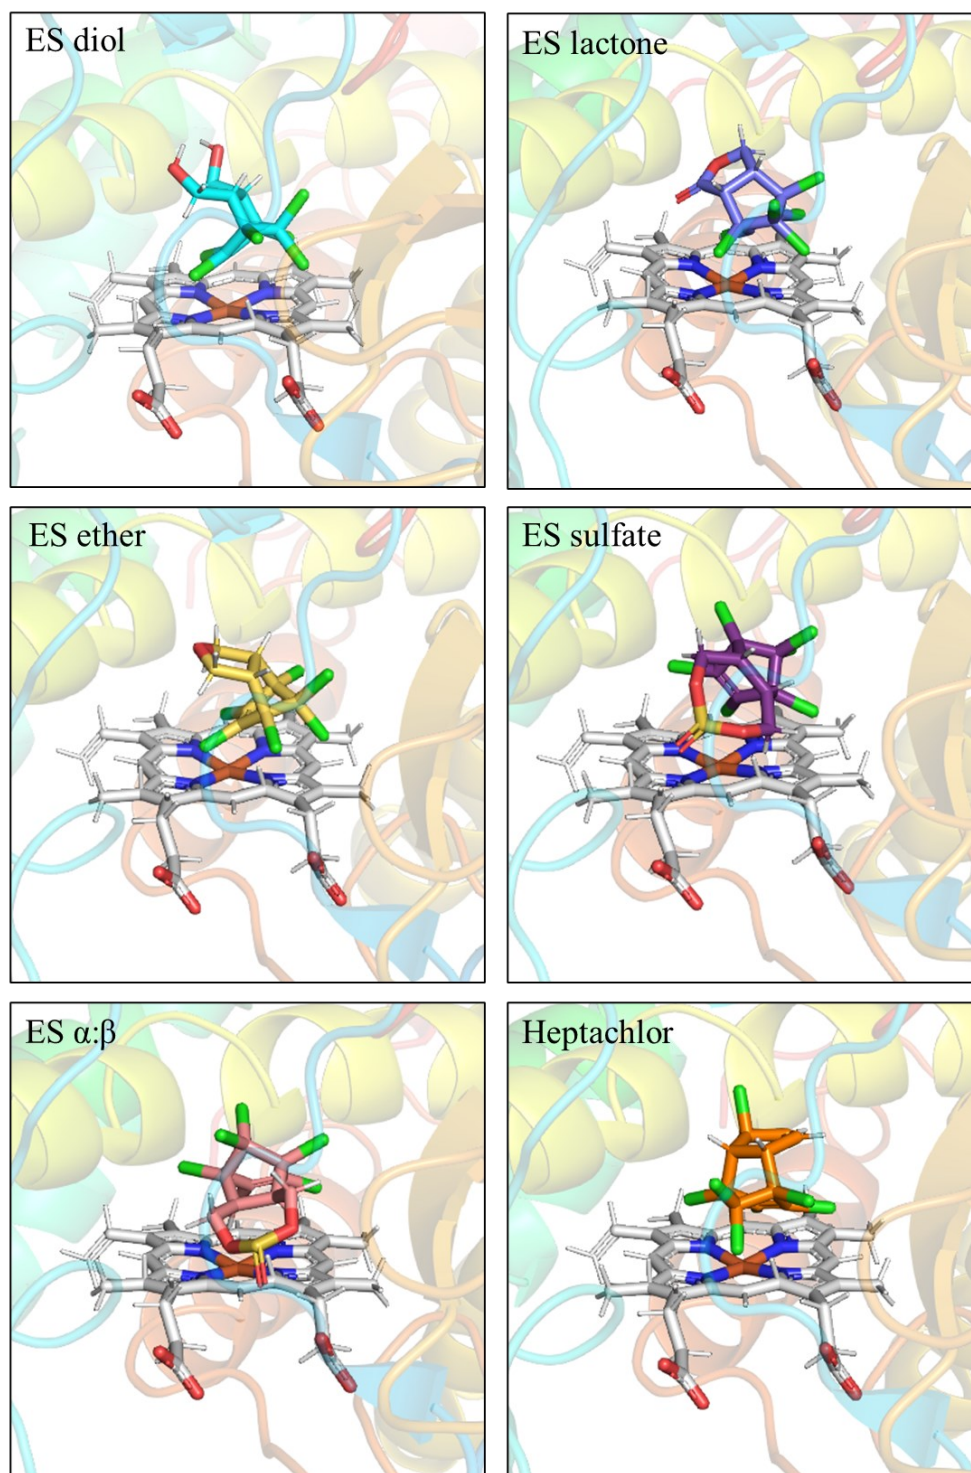 ES diol
ES lactone
ES ether
ES sulfate
ES α:β
Heptachlor